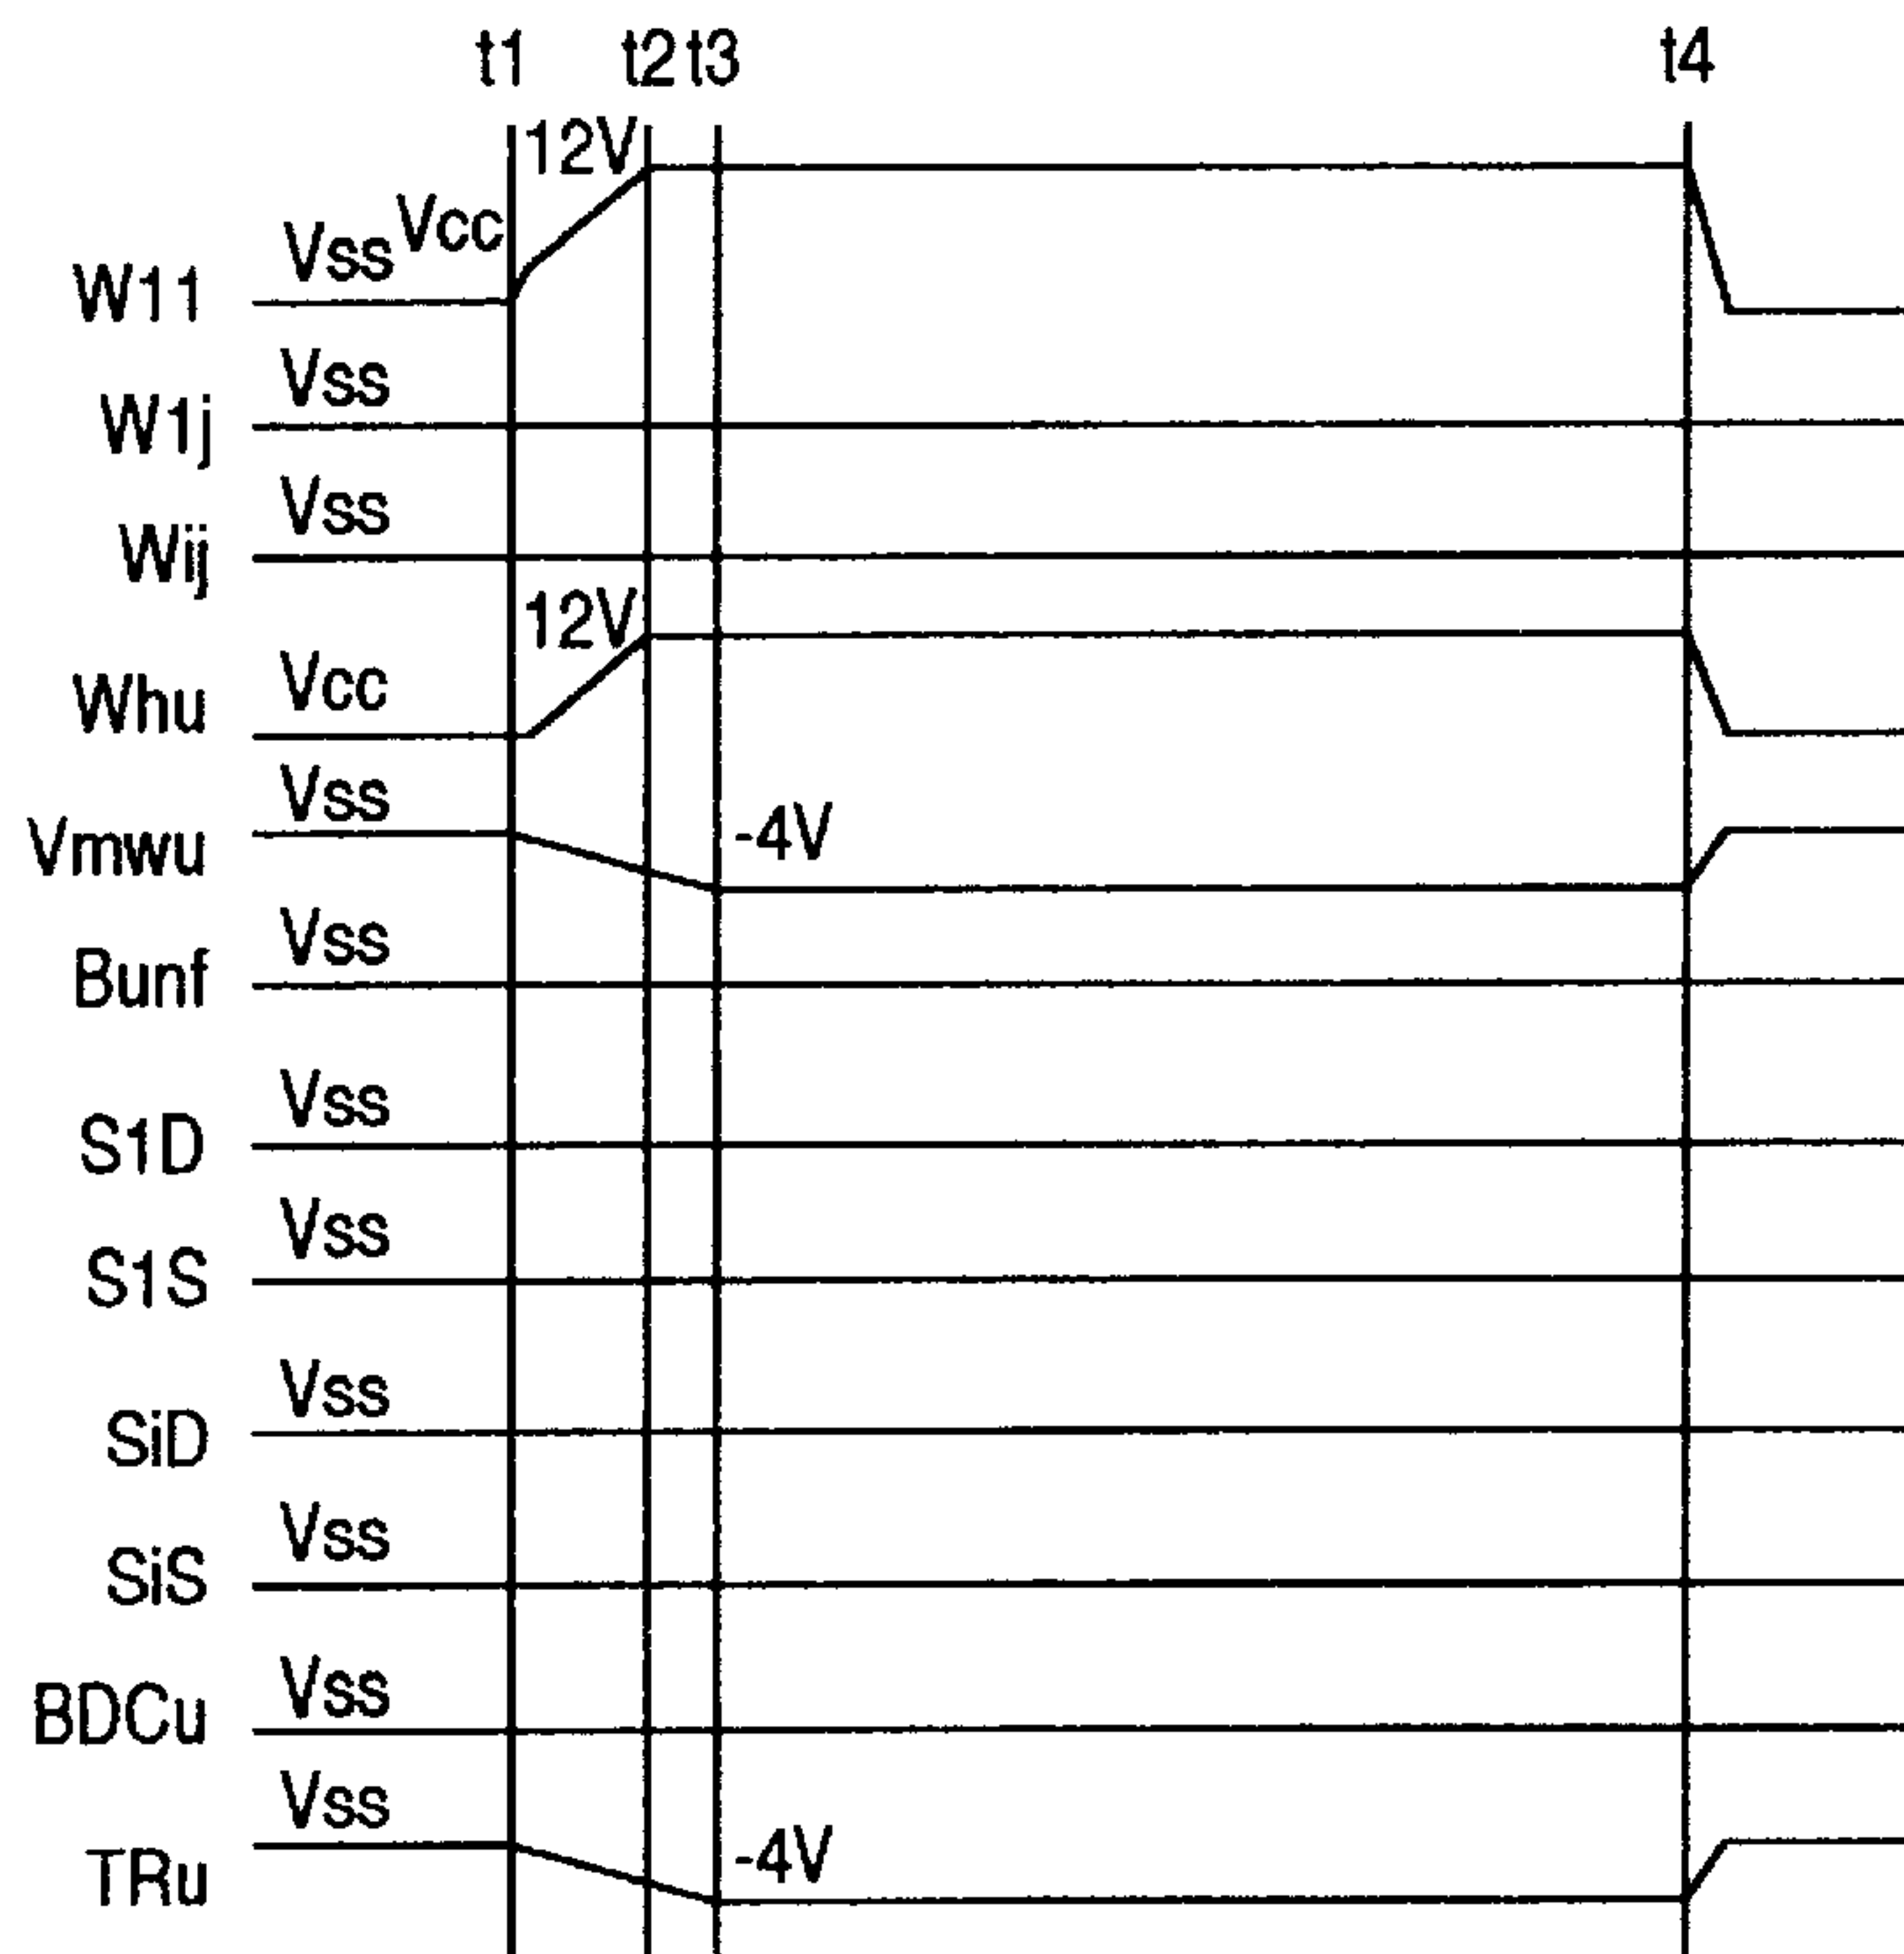 t1 t2 t3 t4
12V
Vss Vcc
W11
Vss
W1j
Vss
Wij
12V
Vcc
Whu
Vss
Vmwu -4V
Vss
Bunf
Vss
S1D
Vss
S1S
Vss
SiD
Vss
SiS
Vss
BDCu
Vss
TRu -4V